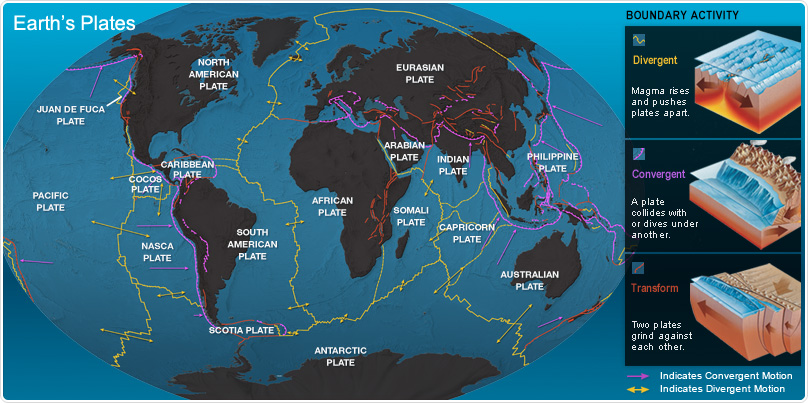 Earth's Plates
NORTH
AMERICAN
PLATE
EURASIAN
PLATE
JUAN DE FUCA
PLATE
CARIBBEAN
PLATE
COCOS
PLATE
ARABIAN
PLATE
INDIAN
PLATE
PHILIPPINE
PLATE
PACIFIC
PLATE
AFRICAN
PLATE
SOMALI
PLATE
CAPRICORN
PLATE
NASCA
PLATE
SOUTH
AMERICAN
PLATE
AUSTRALIAN
PLATE
SCOTIA PLATE
ANTARCTIC
PLATE
BOUNDARY ACTIVITY
Divergent
Magma rises
and pushes
plates apart.
Convergent
A plate
collides with
or dives under
another.
Transform
Two plates
grind against
each other.
Indicates Convergent Motion
Indicates Divergent Motion